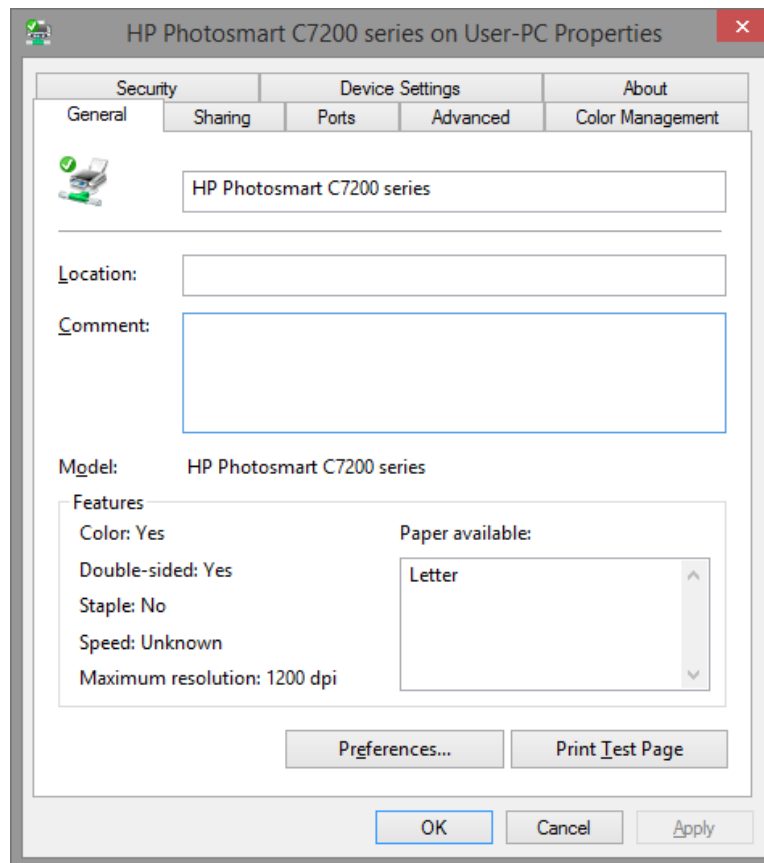 HP Photosmart C7200 series on User-PC Properties
Security Device Settings About
General Sharing Ports Advanced Color Management
HP Photosmart C7200 series
Location:
Comment:
Model: HP Photosmart C7200 series
Features
Color: Yes
Paper available:
Double-sided: Yes
Letter
Staple: No
Speed: Unknown
Maximum resolution: 1200 dpi
Preferences... Print Test Page
OK Cancel Apply